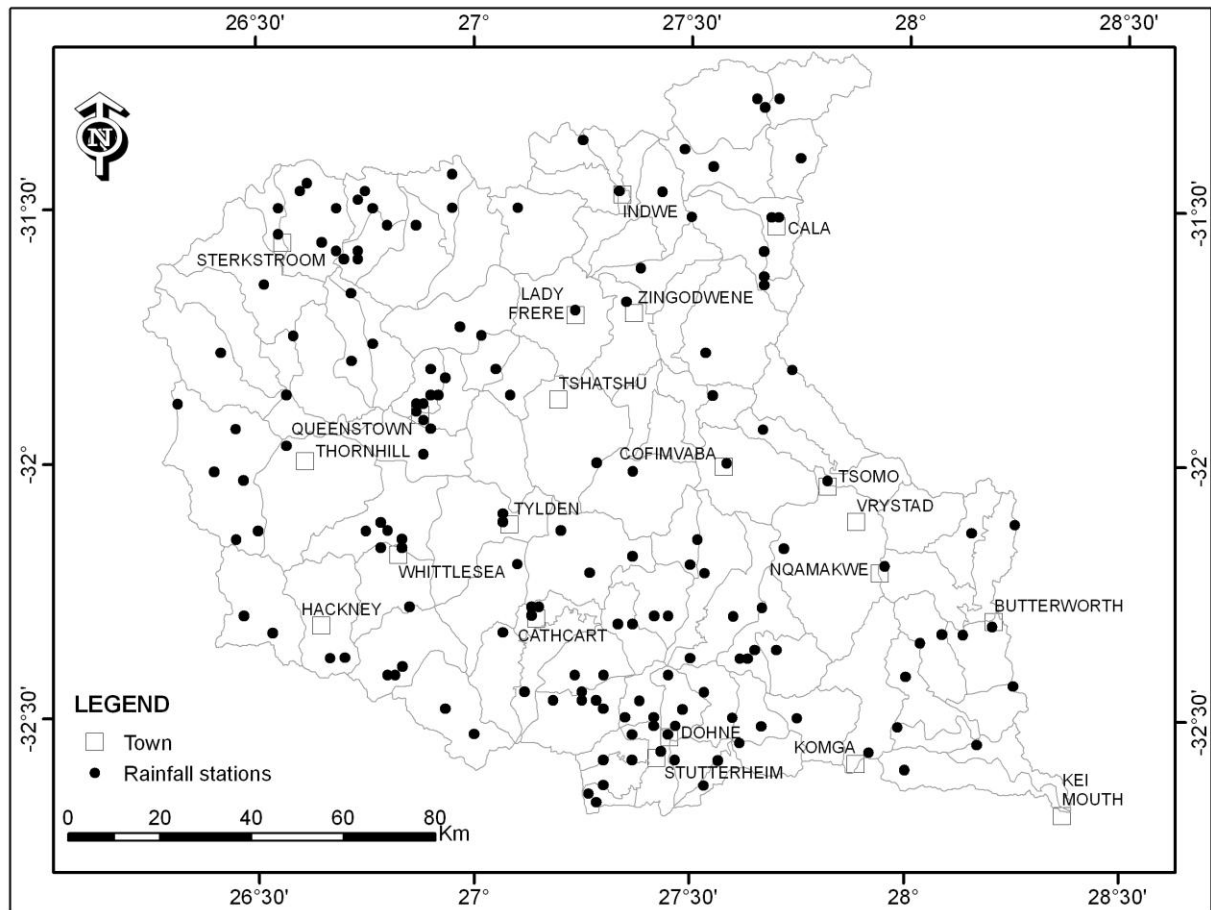 26°30'
27°
27°30'
28°
28°30'
N
-31°30'
-31°30'
INDWE
CALA
STERKSTROOM
LADY
FRERE
ZINGODWENE
TSHATSHU
QUEENSTOWN
THORNHILL
COFIMVABA
-32°
-32°
TSOMO
TYLDEN
VRYSTAD
WHITTLESEA
NQAMAKWE
HACKNEY
BUTTERWORTH
CATHCART
LEGEND
-32°30'
-32°30'
Town
DOHNE
KOMGA
Rainfall stations
STUTTERHEIM
KEI
MOUTH
0 20 40 60 80
Km
26°30'
27°
27°30'
28°
28°30'